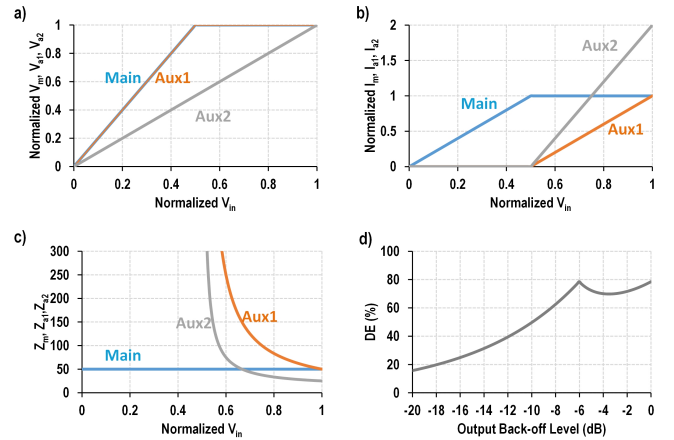 a)
Normalized Vm, Va1, Va2
1
0.8
0.6
0.4
0.2
0
Main
Aux1
Aux2
0
0.2
0.4
0.6
0.8
1
Normalized Vin
b)
Normalized Im, Ia1, Ia2
2
1.5
1
0.5
0
Main
Aux2
Aux1
0
0.2
0.4
0.6
0.8
1
Normalized Vin
c)
Zm, Za1,Za2
300
250
200
150
100
50
0
Main
Aux2
Aux1
0
0.2
0.4
0.6
0.8
1.0
Normalized Vin
d)
DE (%)
100
80
60
40
20
0
-20 -18 -16 -14 -12 -10 -8 -6 -4 -2 0
Output Back-off Level (dB)